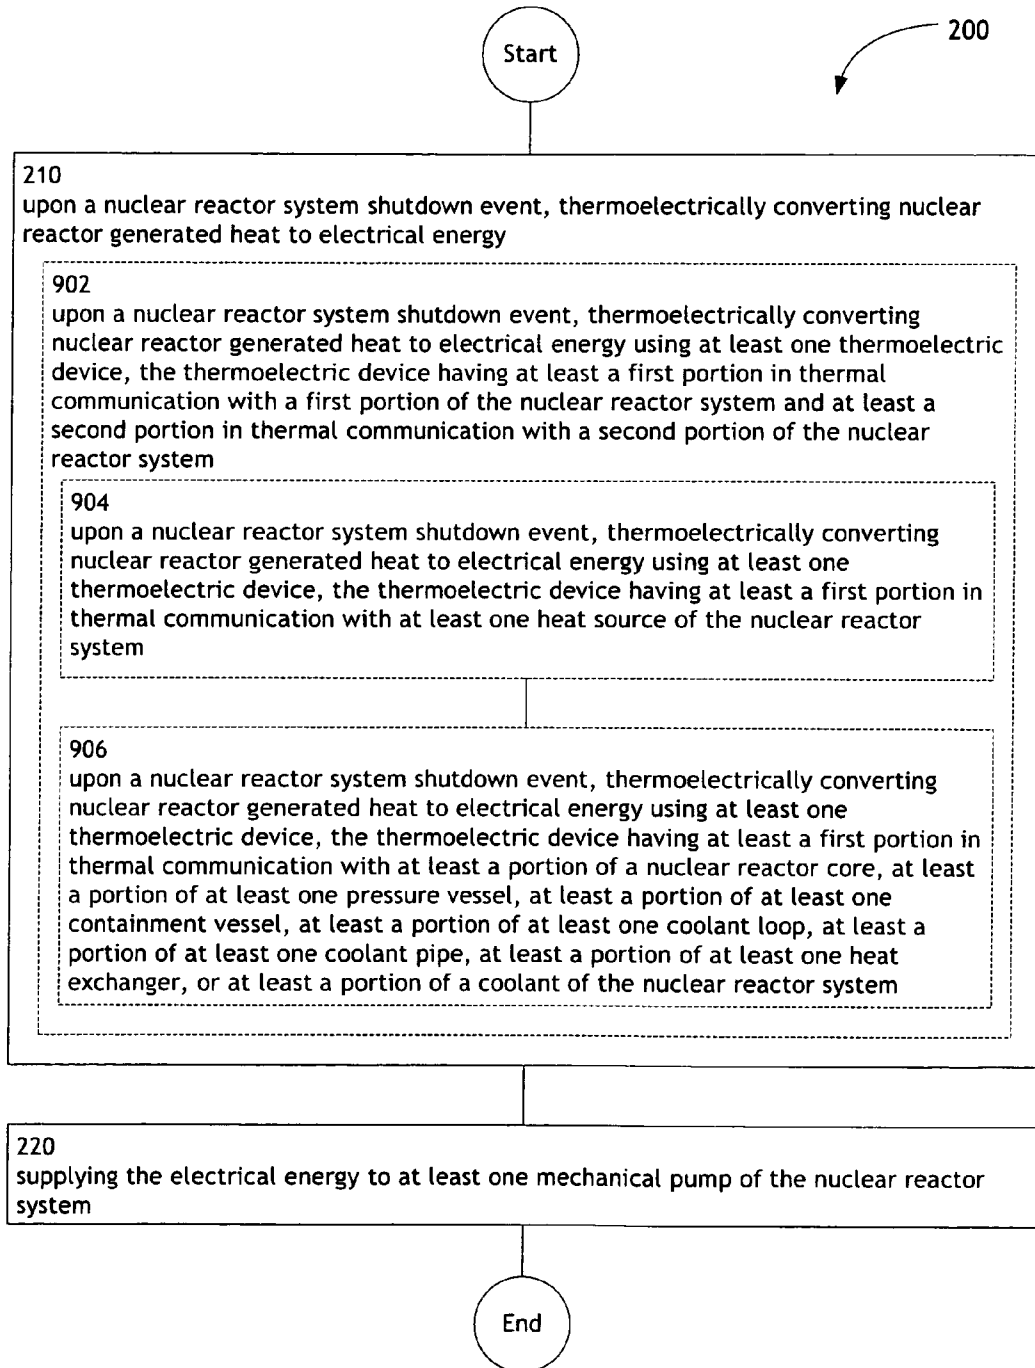 Start
200
210
upon a nuclear reactor system shutdown event, thermoelectrically converting nuclear
reactor generated heat to electrical energy
902
upon a nuclear reactor system shutdown event, thermoelectrically converting
nuclear reactor generated heat to electrical energy using at least one thermoelectric
device, the thermoelectric device having at least a first portion in thermal
communication with a first portion of the nuclear reactor system and at least a
second portion in thermal communication with a second portion of the nuclear
reactor system
904
upon a nuclear reactor system shutdown event, thermoelectrically converting
nuclear reactor generated heat to electrical energy using at least one
thermoelectric device, the thermoelectric device having at least a first portion in
thermal communication with at least one heat source of the nuclear reactor
system
906
upon a nuclear reactor system shutdown event, thermoelectrically converting
nuclear reactor generated heat to electrical energy using at least one
thermoelectric device, the thermoelectric device having at least a first portion in
thermal communication with at least a portion of a nuclear reactor core, at least
a portion of at least one pressure vessel, at least a portion of at least one
containment vessel, at least a portion of at least one coolant loop, at least a
portion of at least one coolant pipe, at least a portion of at least one heat
exchanger, or at least a portion of a coolant of the nuclear reactor system
220
supplying the electrical energy to at least one mechanical pump of the nuclear reactor
system
End